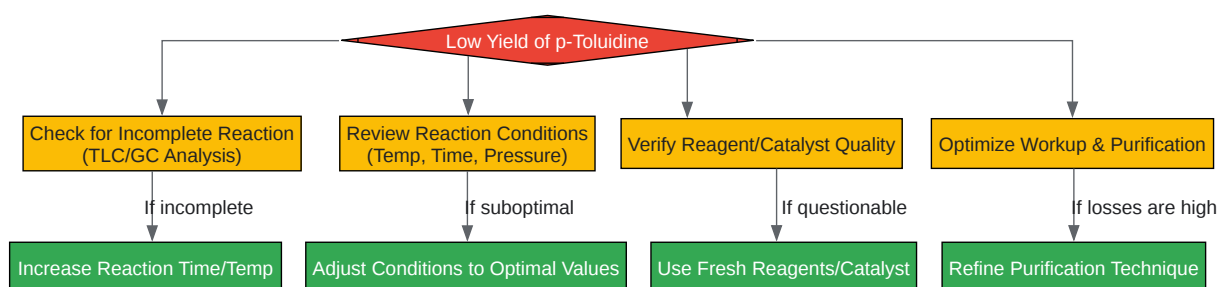 Low Yield of p-Toluidine
Check for Incomplete Reaction
(TLC/GC Analysis)
Review Reaction Conditions
(Temp, Time, Pressure)
Verify Reagent/Catalyst Quality
Optimize Workup & Purification
If incomplete
If suboptimal
If questionable
If losses are high
Increase Reaction Time/Temp
Adjust Conditions to Optimal Values
Use Fresh Reagents/Catalyst
Refine Purification Technique